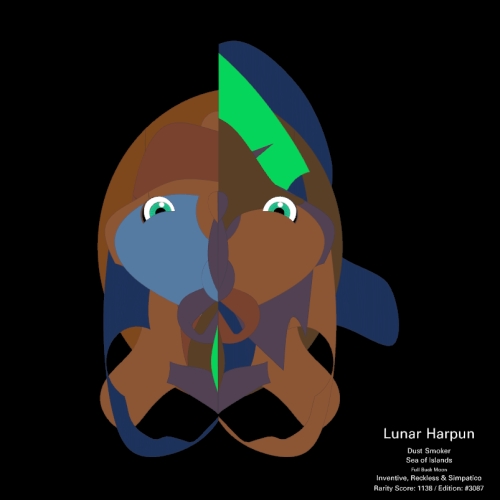 Lunar Harpun
Dust Smoker
Sea of Islands
Full Buck Moon
Inventive, Reckless & Simpatico
Rarity Score: 1138 / Edition: #3087